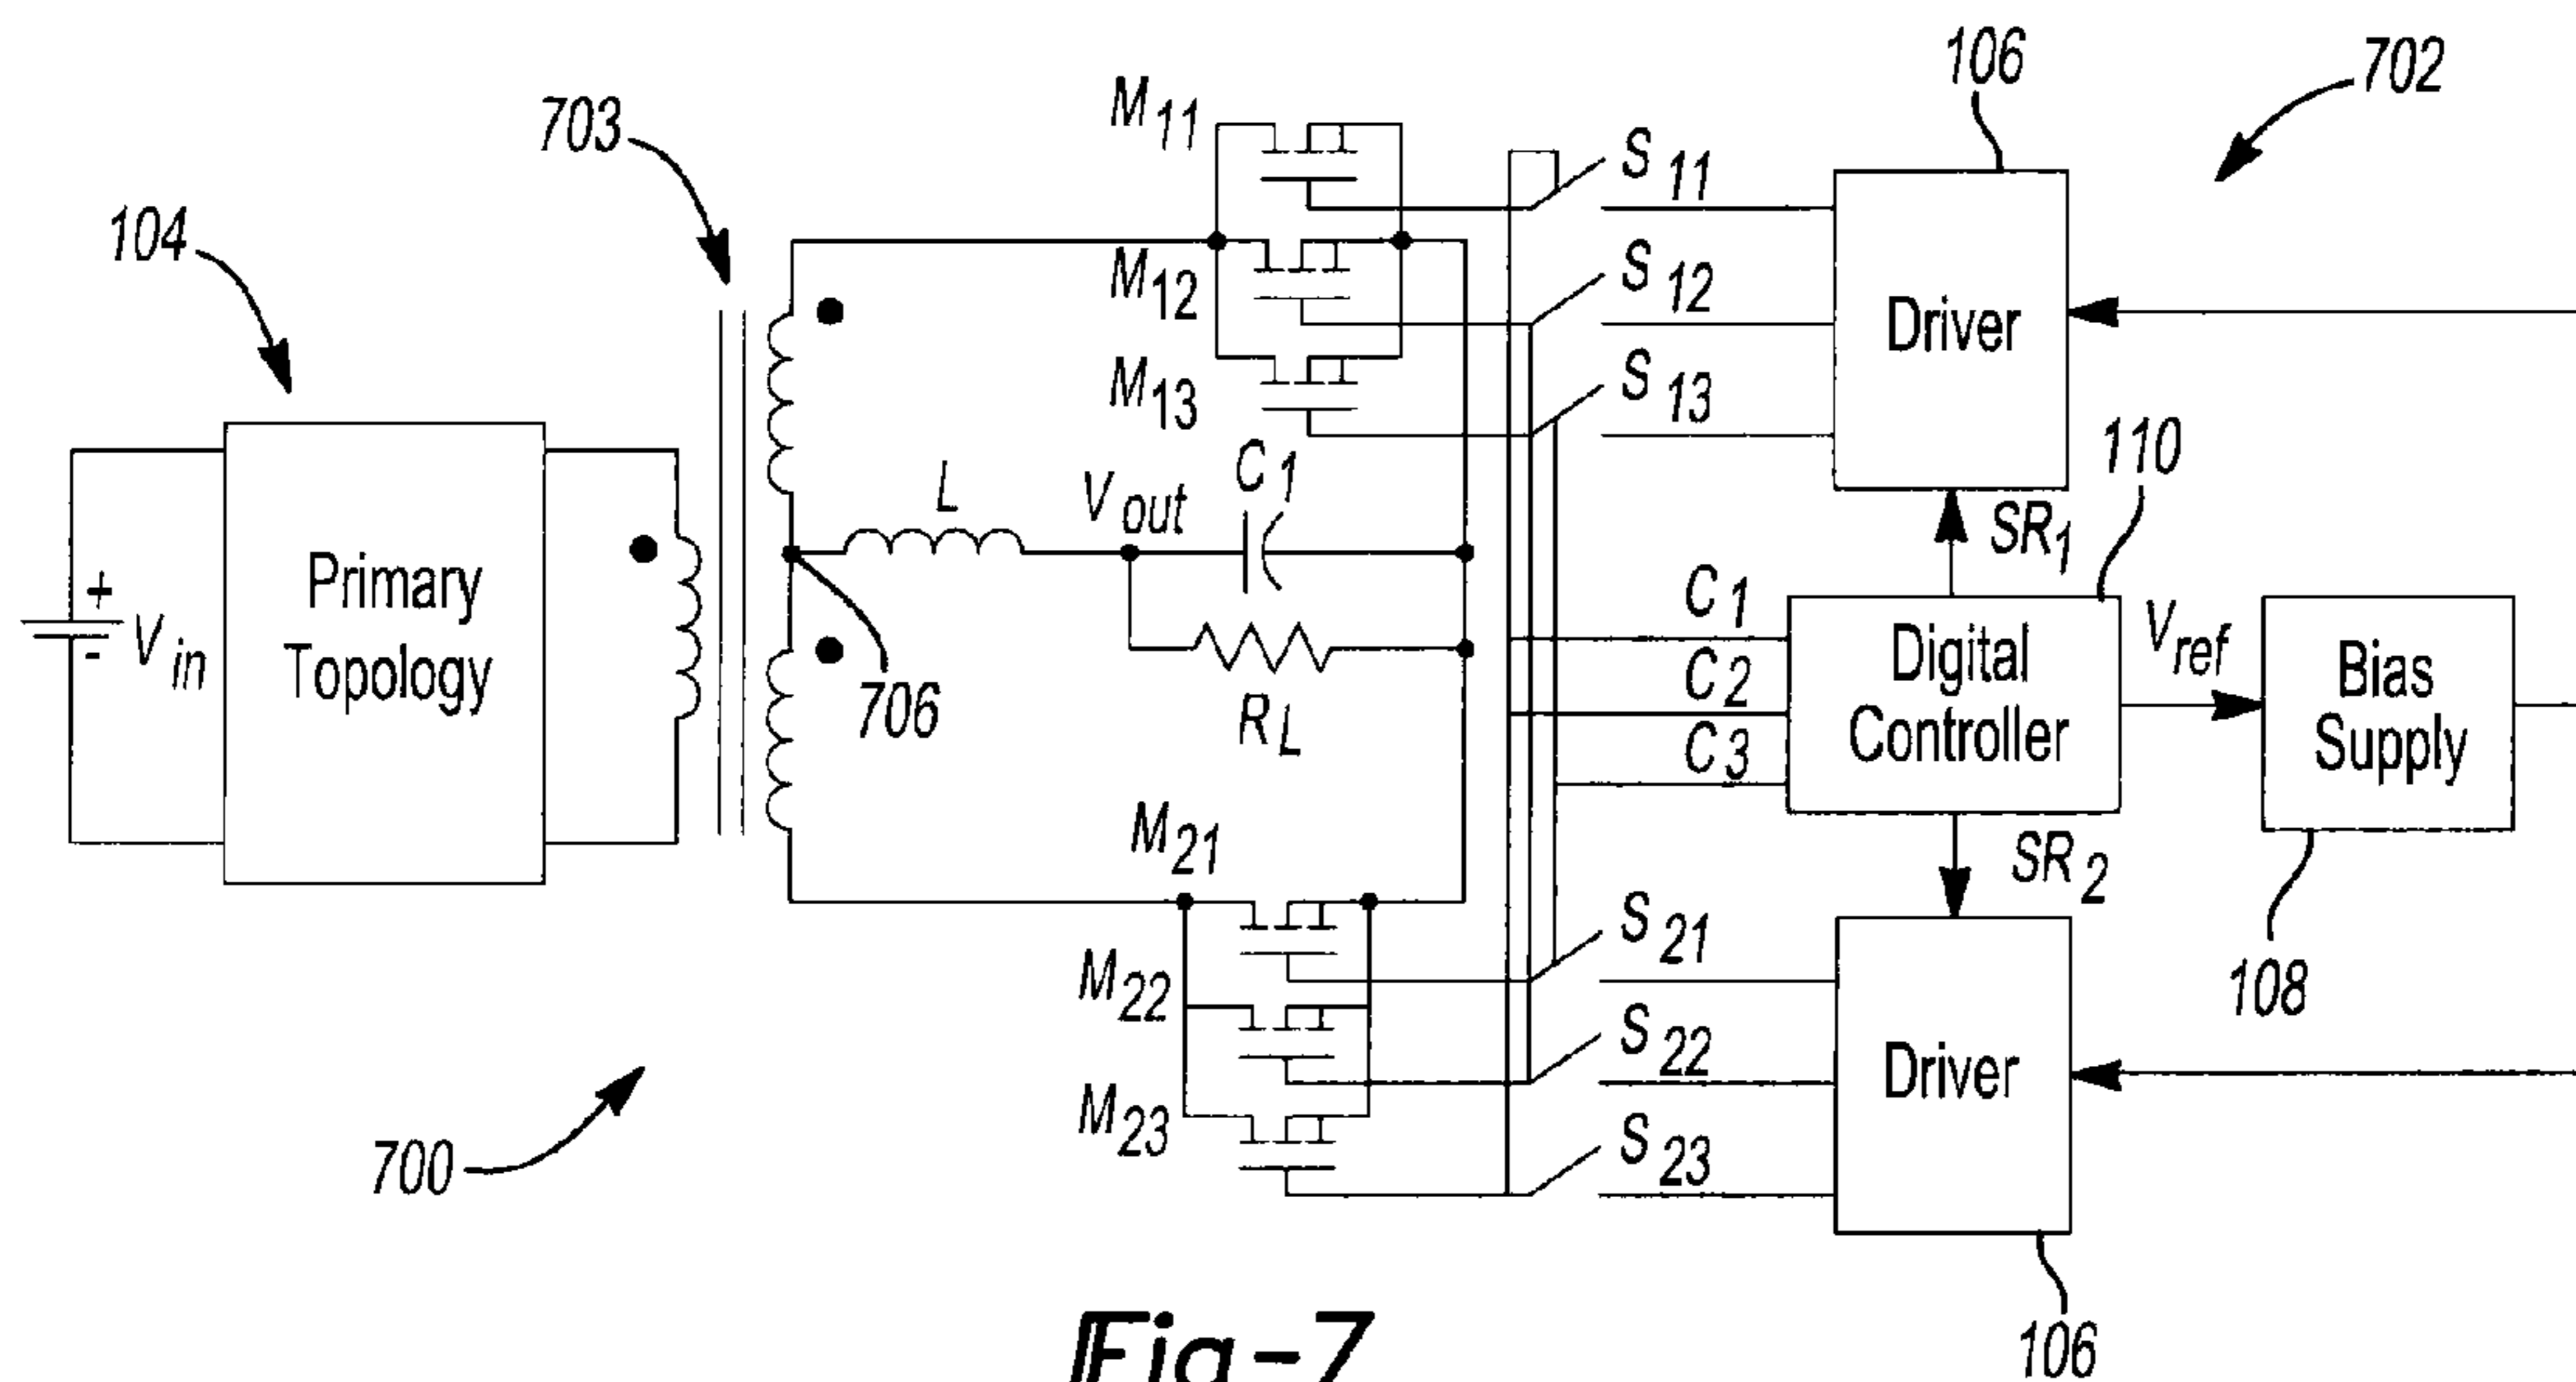 106
702
M11
703
S11
104
S12
M12
Driver
S13
M13
110
C1
L
Vout
SR1
C1
+
Vin
-
Primary
Topology
Digital
Controller
Vref
Bias
Supply
C2
706
RL
C3
M21
SR2
S21
M22
108
S22
Driver
M23
S23
700
106
Fig-7